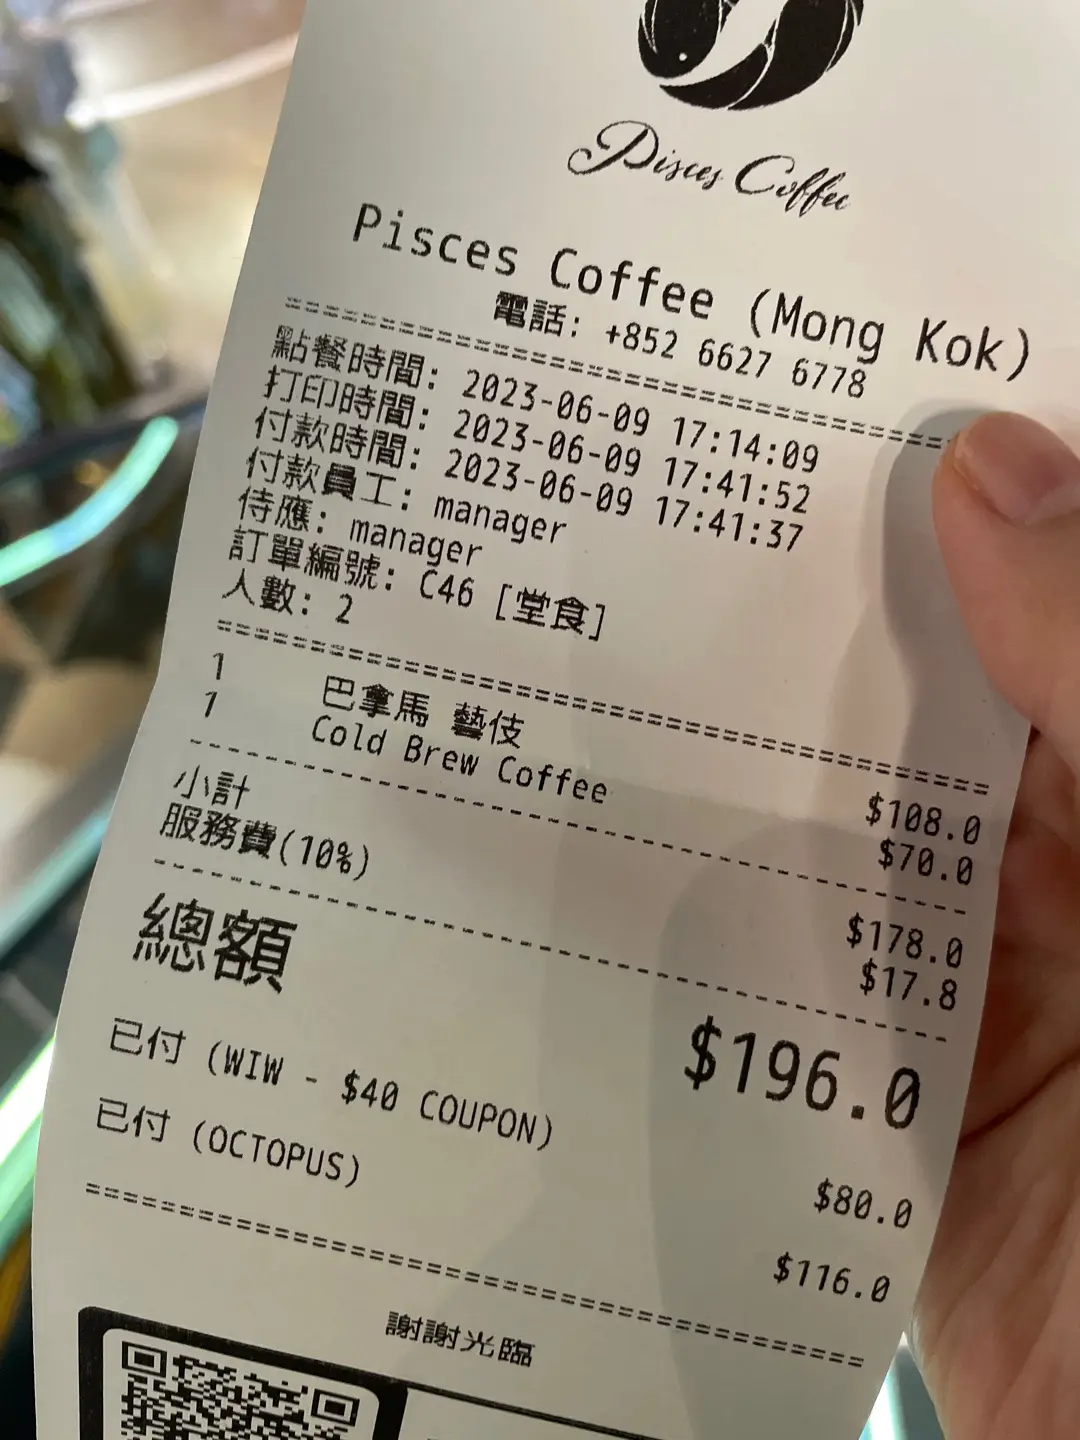 Pisces Coffee
Pisces Coffee (Mong Kok)
電話: +852 6627 6778
點餐時間: 2023-06-09 17:14:09
打印時間: 2023-06-09 17:41:52
付款時間: 2023-06-09 17:41:37
付款員工: manager
侍應: manager
訂單編號: C46 [堂食]
人數: 2
1 巴拿馬 藝伎 $108.0
1 Cold Brew Coffee $70.0
小計 $178.0
服務費(10%) $17.8
總額 $196.0
已付 (WIW - $40 COUPON) $80.0
已付 (OCTOPUS) $116.0
謝謝光臨